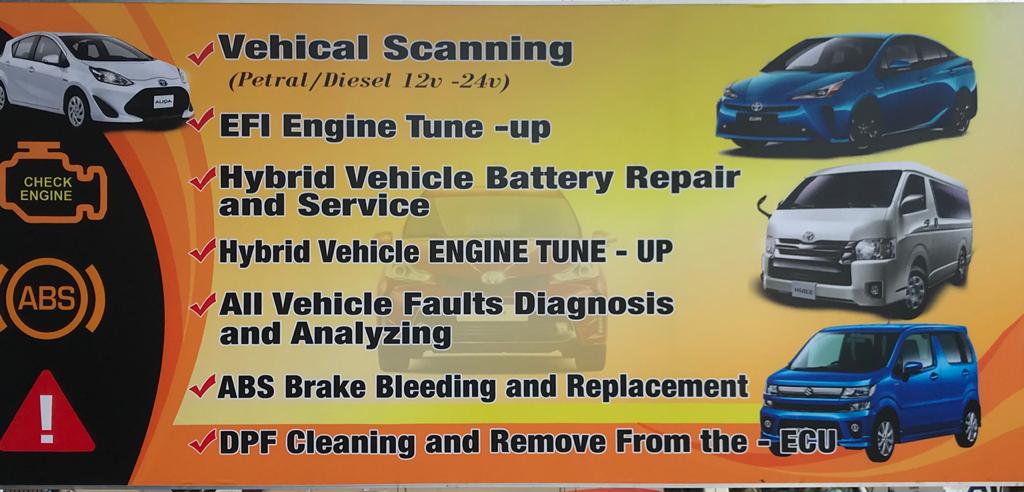 Vehical Scanning
(Petral/Diesel 12v -24v)
EFI Engine Tune -up
Hybrid Vehicle Battery Repair
and Service
Hybrid Vehicle ENGINE TUNE - UP
All Vehicle Faults Diagnosis
and Analyzing
ABS Brake Bleeding and Replacement
DPF Cleaning and Remove From the - ECU
CHECK
ENGINE
ABS
!
HIACE